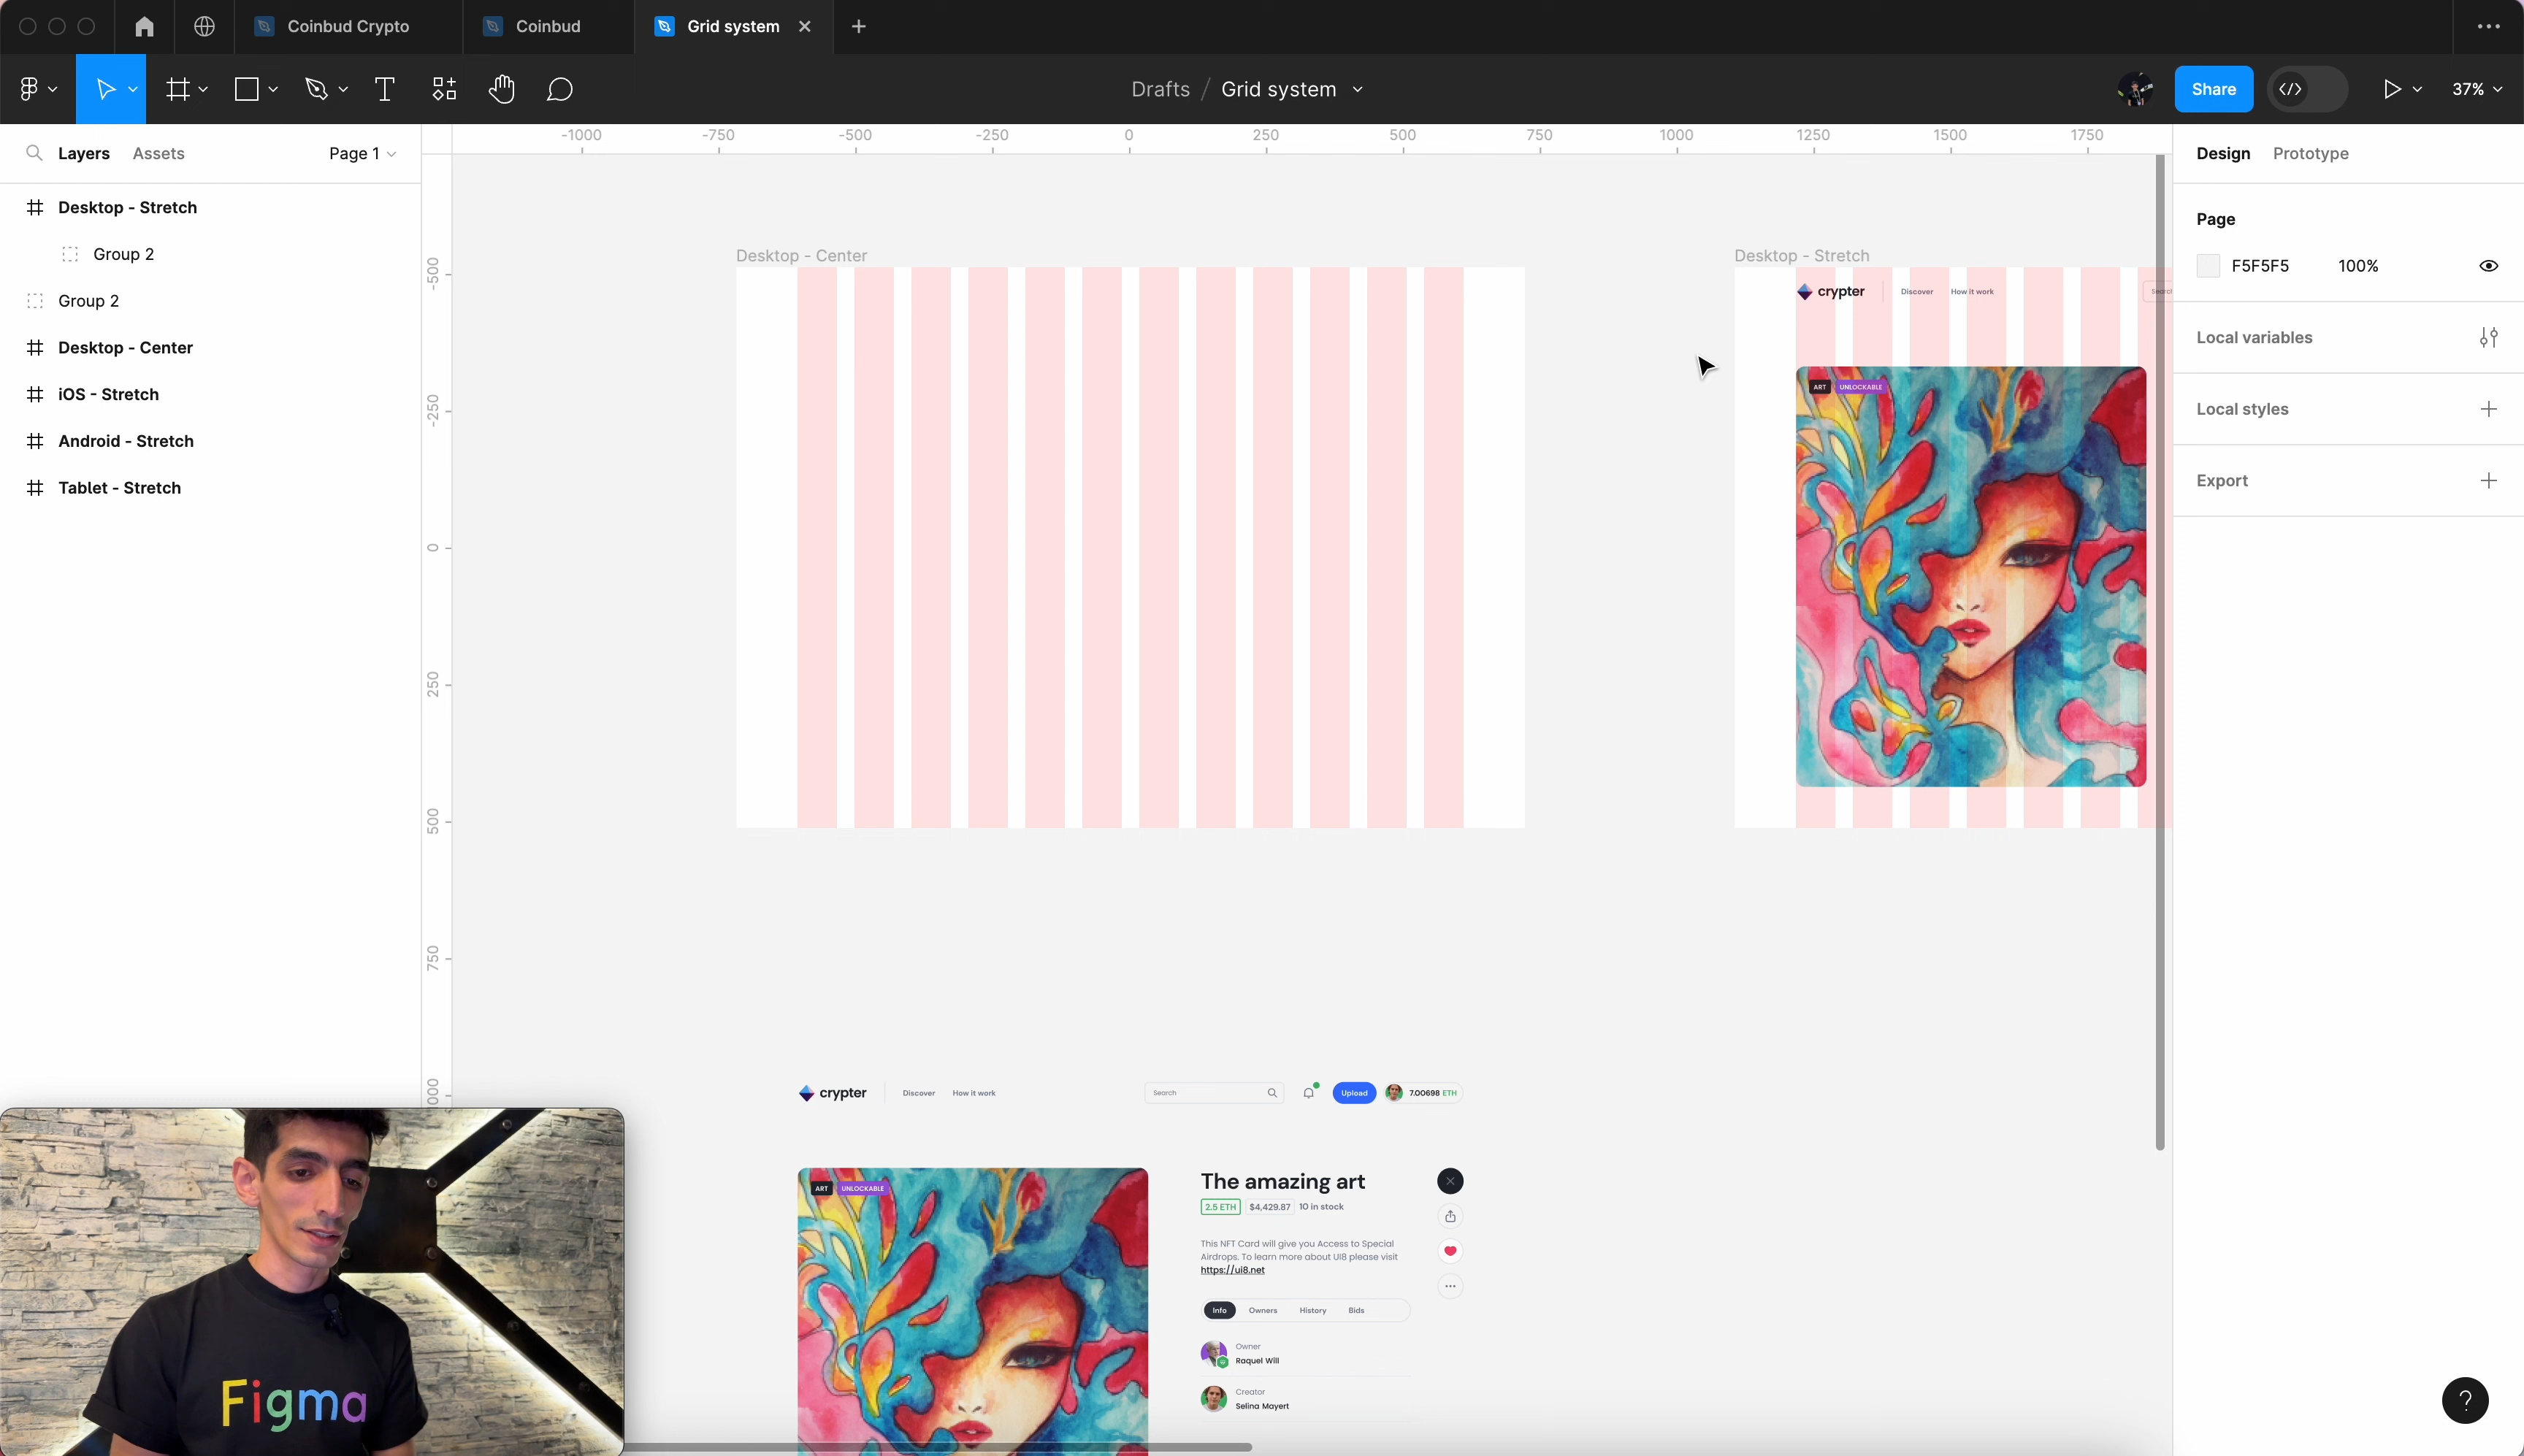 Coinbud Crypto
Coinbud
Grid system
Drafts / Grid system
Share
37%
Layers
Assets
Page 1
Desktop - Stretch
Group 2
Group 2
Desktop - Center
iOS - Stretch
Android - Stretch
Tablet - Stretch
-1000 -750 -500 -250 0 250 500 750 1000 1250 1500 1750
-500
-250
0
250
500
750
Desktop - Center
Desktop - Stretch
crypter
Discover
How it work
ART
UNLOCKABLE
crypter
Discover
How it work
Search
Upload
7.00698 ETH
ART
UNLOCKABLE
The amazing art
2.5 ETH
$4,429.87
10 in stock
This NFT Card will give you Access to Special
Airdrops. To learn more about UI8 please visit
https://ui8.net
Info
Owners
History
Bids
Owner
Raquel Will
Creator
Selina Mayert
Figma
Design
Prototype
Page
F5F5F5
100%
Local variables
Local styles
Export
?